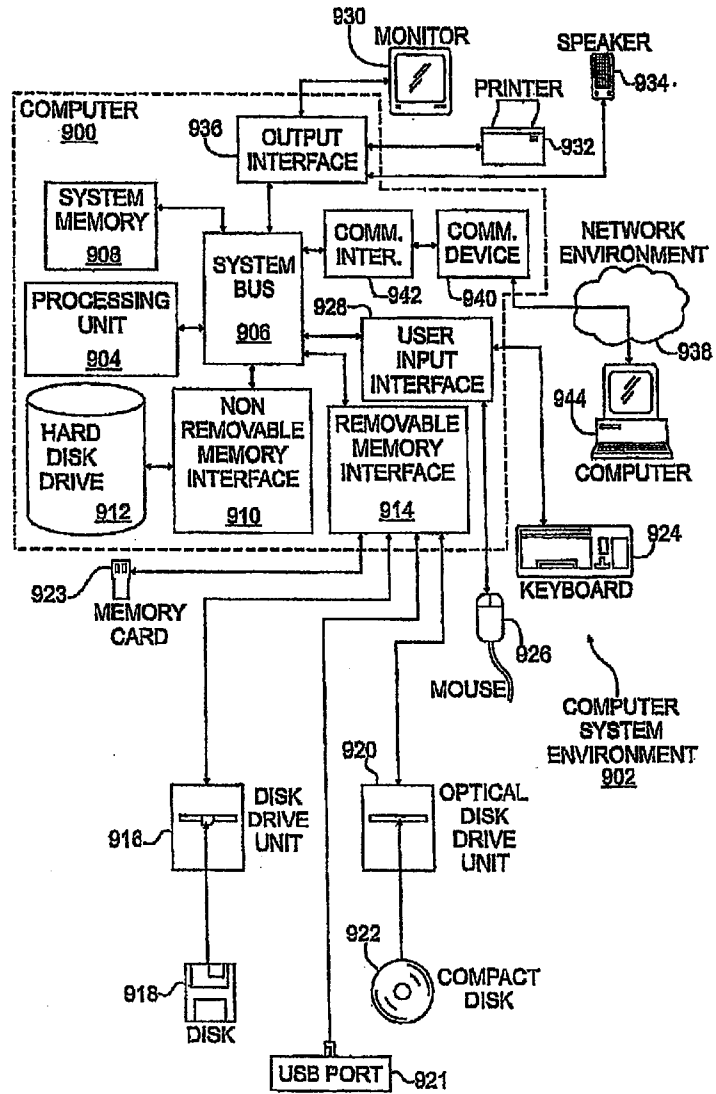 930
MONITOR
SPEAKER
934
PRINTER
932
COMPUTER
900
936
OUTPUT
INTERFACE
SYSTEM
MEMORY
908
SYSTEM
BUS
906
COMM.
INTER.
942
COMM.
DEVICE
940
NETWORK
ENVIRONMENT
938
PROCESSING
UNIT
904
928
USER
INPUT
INTERFACE
944
COMPUTER
HARD
DISK
DRIVE
912
NON
REMOVABLE
MEMORY
INTERFACE
910
REMOVABLE
MEMORY
INTERFACE
914
924
KEYBOARD
923
MEMORY
CARD
926
MOUSE
COMPUTER
SYSTEM
ENVIRONMENT
902
916
DISK
DRIVE
UNIT
920
OPTICAL
DISK
DRIVE
UNIT
918
DISK
922
COMPACT
DISK
USB PORT
921